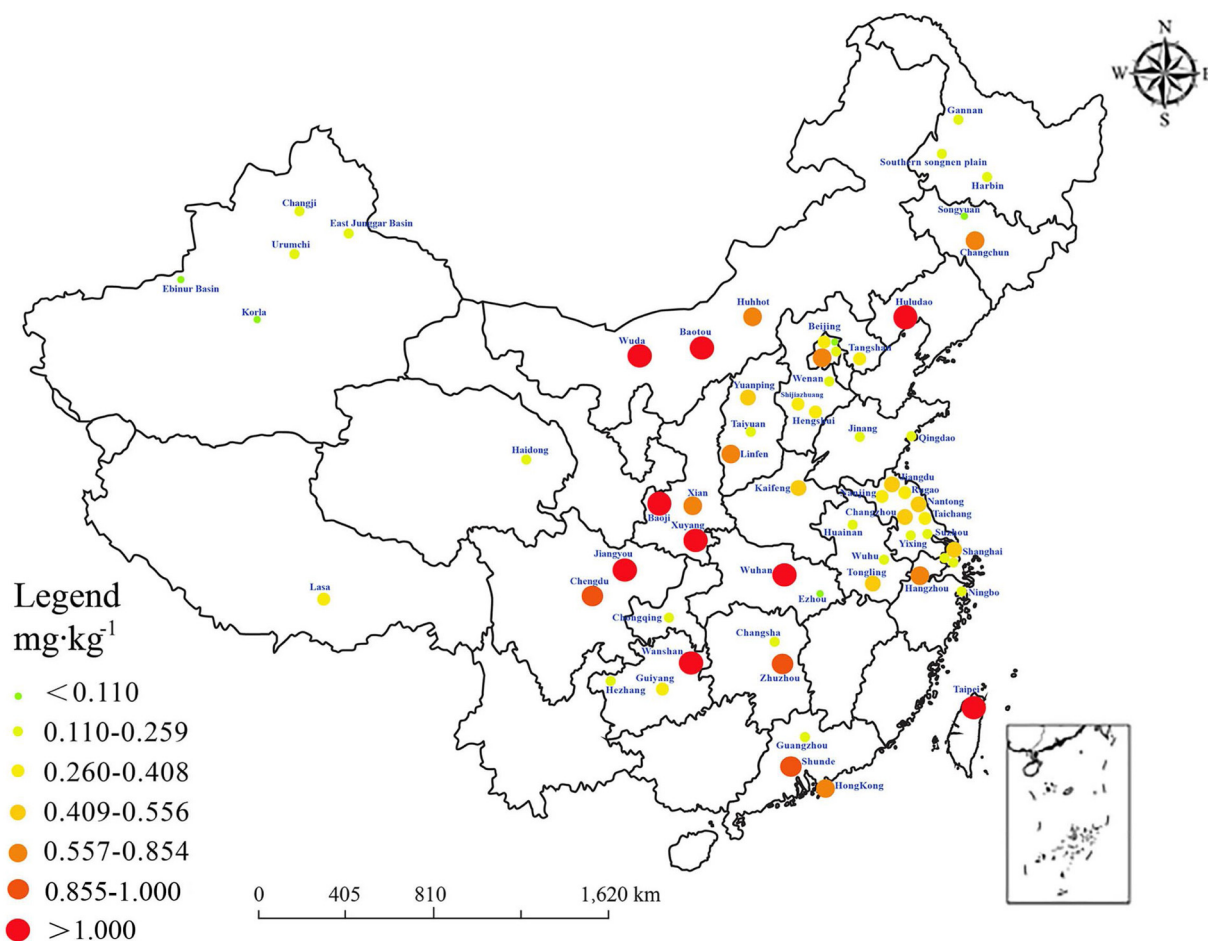 N
W
E
S
Gannan
Southern songnen plain
Harbin
Songyuan
Changchun
Changji
East Junggar Basin
Urumchi
Ebinur Basin
Korla
Huhhot
Huludao
Wuda
Baotou
Beijing
Tangshan
Wenan
Yuanping
Shijiazhuang
Hengshui
Taiyuan
Jinang
Qingdao
Haidong
Linfen
Kaifeng
Jiangdu
Nanjing
Rugao
Nantong
Xian
Baoji
Changzhou
Taichang
Xuyang
Huainan
Yixing
Suzhou
Jiangyou
Wuhan
Wuhu
Shanghai
Chengdu
Tongling
Hangzhou
Lasa
Ezhou
Ningbo
Chongqing
Changsha
Wanshan
Zhuzhou
Guiyang
Hezhang
Taipei
Guangzhou
Shunde
HongKong
Legend
mg·kg-1
<0.110
0.110-0.259
0.260-0.408
0.409-0.556
0.557-0.854
0.855-1.000
>1.000
0 405 810 1,620 km